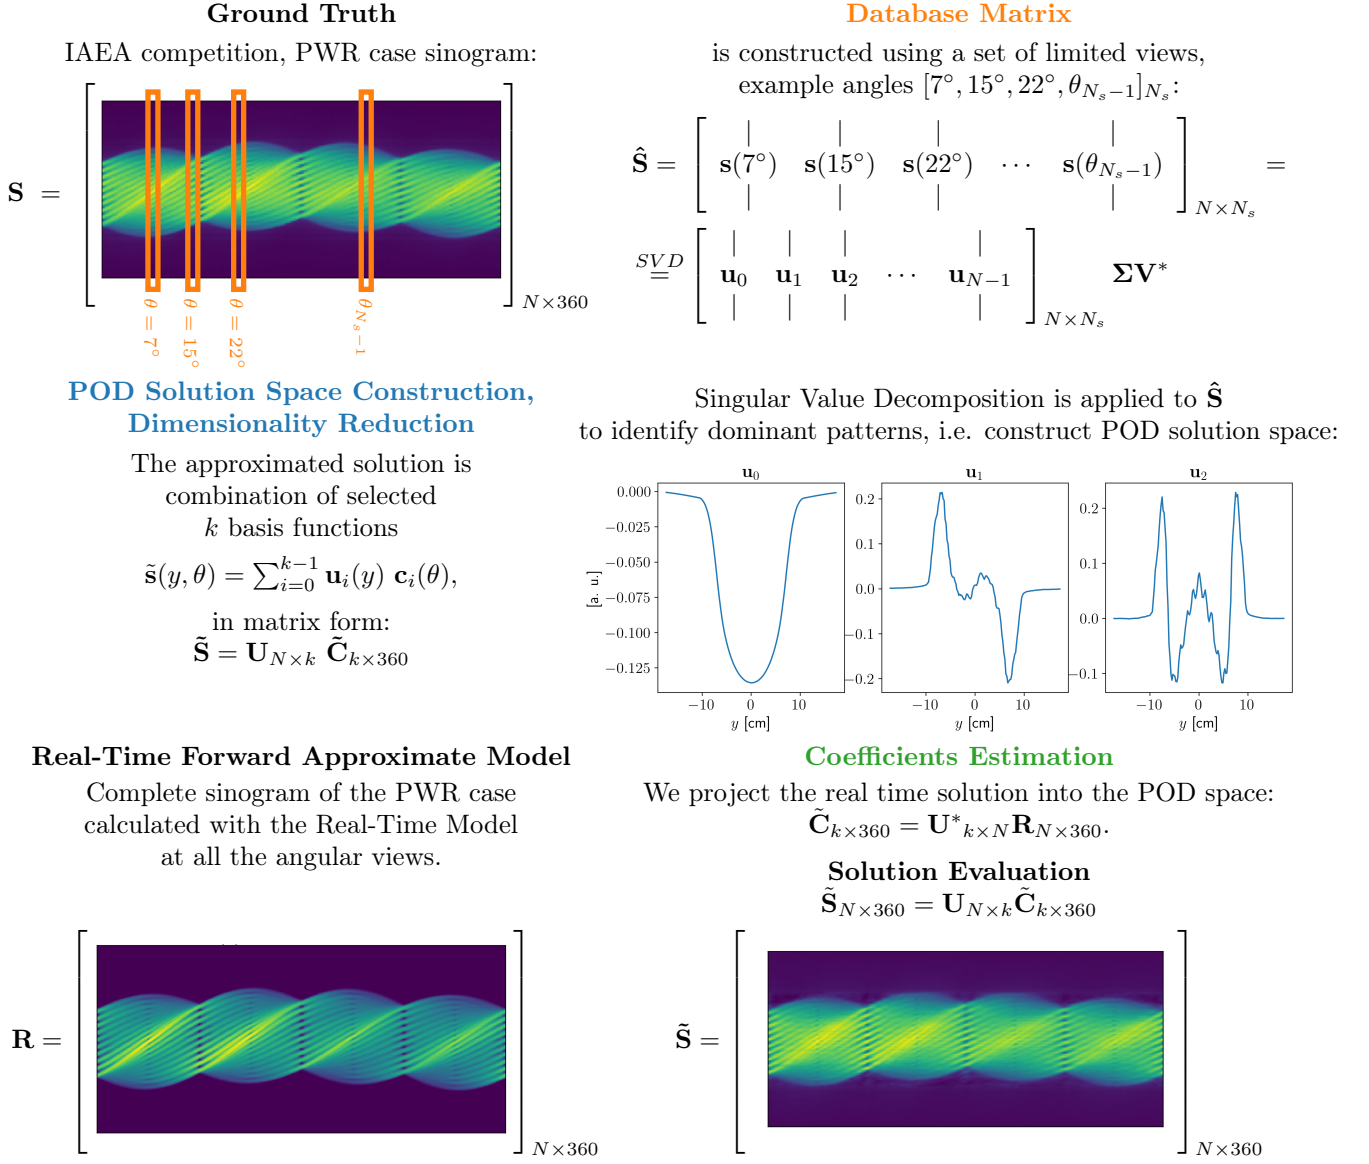 Ground Truth
IAEA competition, PWR case sinogram:
S =
N×360
θ = 7°
θ = 15°
θ = 22°
θ_{N_s−1}
Database Matrix
is constructed using a set of limited views,
example angles [7°, 15°, 22°, θ_{N_s−1}]_{N_s}:
| | | |
Ŝ = [ s(7°) s(15°) s(22°) ⋯ s(θ_{N_s−1}) ]_{N×N_s} =
| | | |
| | | |
\stackrel{SVD}{=} [ u_0 u_1 u_2 ⋯ u_{N−1} ]_{N×N_s} ΣV*
| | | |
POD Solution Space Construction,
Dimensionality Reduction
The approximated solution is
combination of selected
k basis functions
s̃(y, θ) = ∑_{i=0}^{k−1} u_i(y) c_i(θ),
in matrix form:
S̃ = U_{N×k} C̃_{k×360}
Singular Value Decomposition is applied to Ŝ
to identify dominant patterns, i.e. construct POD solution space:
u_0
0.000
−0.025
−0.050
−0.075
−0.100
−0.125
[a. u.]
−10 0 10
y [cm]
u_1
0.2
0.1
0.0
−0.1
−0.2
−10 0 10
y [cm]
u_2
0.2
0.1
0.0
−0.1
−10 0 10
y [cm]
Real-Time Forward Approximate Model
Complete sinogram of the PWR case
calculated with the Real-Time Model
at all the angular views.
R =
N×360
Coefficients Estimation
We project the real time solution into the POD space:
C̃_{k×360} = U*_{k×N}R_{N×360}.
Solution Evaluation
S̃_{N×360} = U_{N×k}C̃_{k×360}
S̃ =
N×360